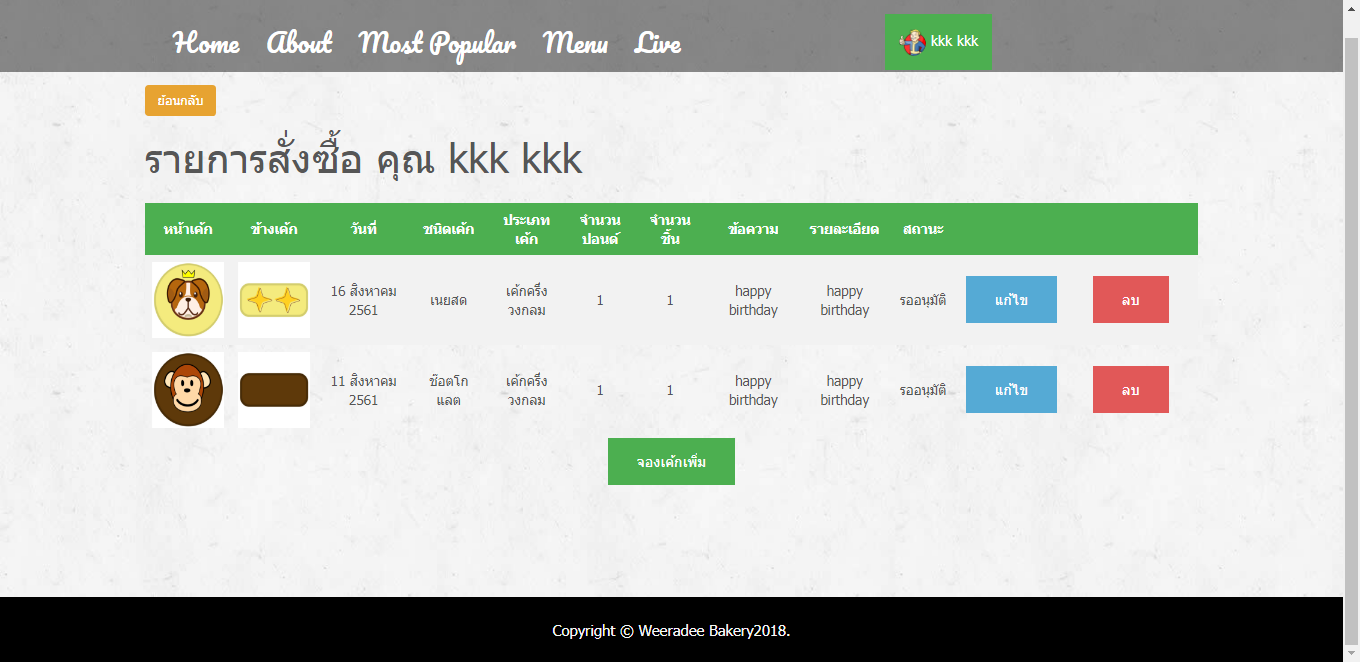 Home About Most Popular Menu Live kkk kkk
ย้อนกลับ
รายการสั่งซื้อ คุณ kkk kkk
หน้าเค้ก ข้างเค้ก วันที่ ชนิดเค้ก ประเภท จำนวน จำนวน ข้อความ รายละเอียด สถานะ
เค้ก ปอนด์ ชิ้น
16 สิงหาคม เนยสด เค้กครึ่ง 1 1 happy happy รออนุมัติ แก้ไข ลบ
2561 วงกลม birthday birthday
11 สิงหาคม ช๊อตโก เค้กครึ่ง 1 1 happy happy รออนุมัติ แก้ไข ลบ
2561 แลต วงกลม birthday birthday
จองเค้กเพิ่ม
Copyright © Weeradee Bakery2018.